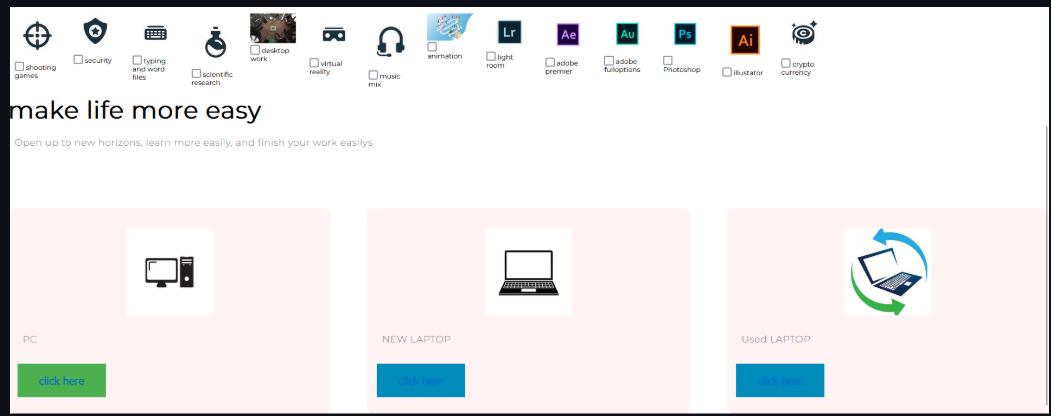 Lr
Ae
Au
Ps
Ai
shooting
games
security
typing
and word
files
scientific
research
desktop
work
virtual
reality
music
mix
animation
light
room
adobe
premier
adobe
fulloptions
Photoshop
illustator
crypto
currency
make life more easy
Open up to new horizons, learn more easily, and finish your work easilys
PC
NEW LAPTOP
Used LAPTOP
click here
click here
click here